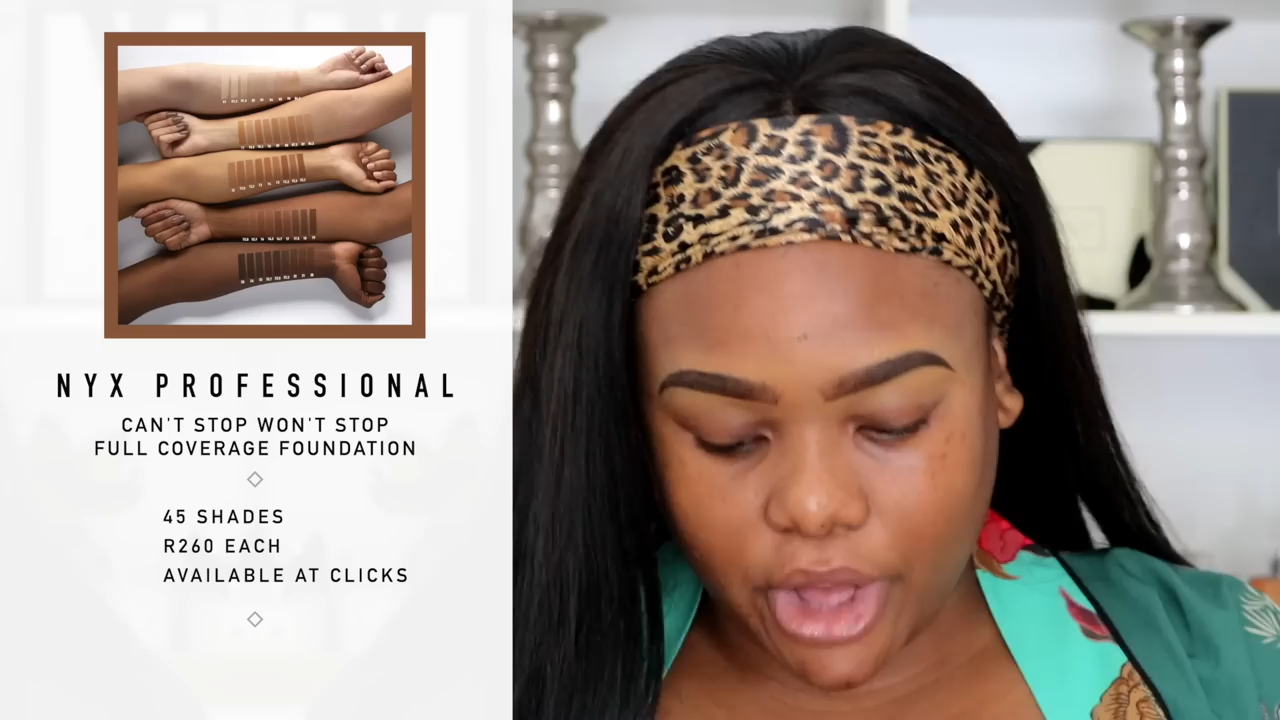 NYX PROFESSIONAL
CAN'T STOP WON'T STOP
FULL COVERAGE FOUNDATION
45 SHADES
R260 EACH
AVAILABLE AT CLICKS